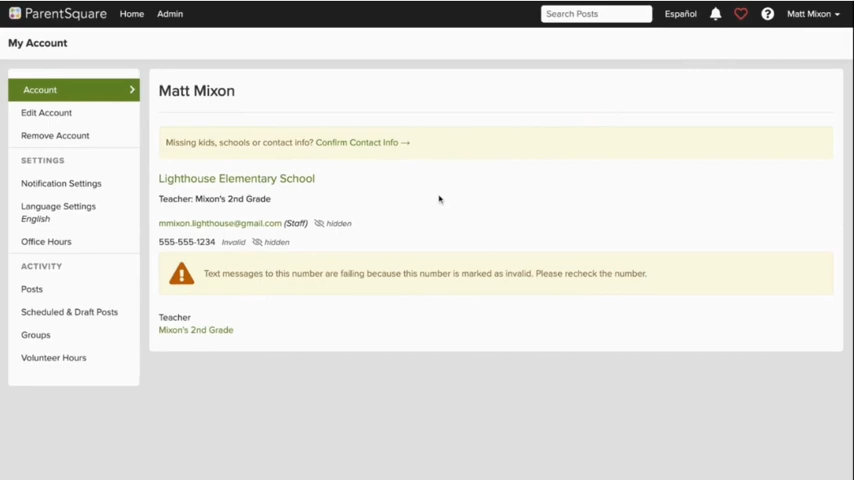 ParentSquare Home Admin Search Posts Español Matt Mixon
My Account
Account
Edit Account
Remove Account
SETTINGS
Notification Settings
Language Settings
English
Office Hours
ACTIVITY
Posts
Scheduled & Draft Posts
Groups
Volunteer Hours
Matt Mixon
Missing kids, schools or contact info? Confirm Contact Info →
Lighthouse Elementary School
Teacher: Mixon's 2nd Grade
mmixon.lighthouse@gmail.com (Staff) hidden
555-555-1234 Invalid hidden
Text messages to this number are failing because this number is marked as invalid. Please recheck the number.
Teacher
Mixon's 2nd Grade